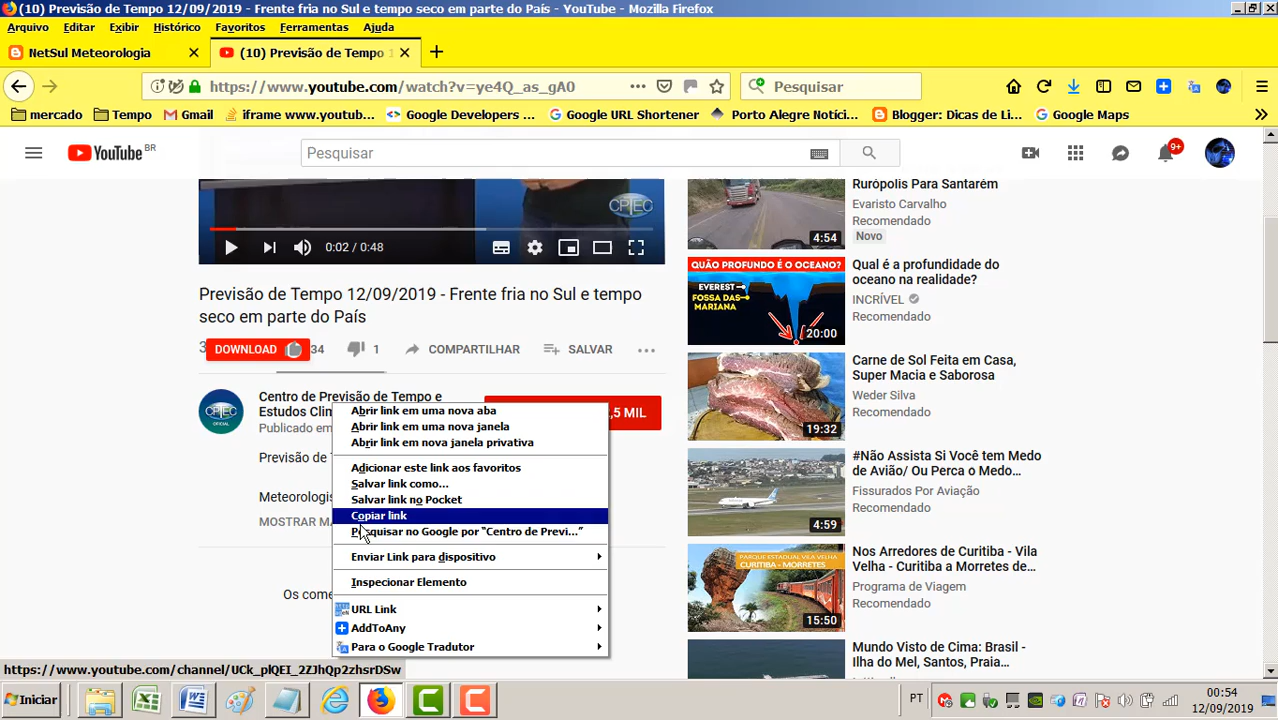 (10) Previsão de Tempo 12/09/2019 - Frente fria no Sul e tempo seco em parte do País - YouTube - Mozilla Firefox
Arquivo Editar Exibir Histórico Favoritos Ferramentas Ajuda
NetSul Meteorologia
(10) Previsão de Tempo 1
https://www.youtube.com/watch?v=ye4Q_as_gA0
Pesquisar
mercado Tempo Gmail iframe www.youtub... Google Developers ... Google URL Shortener Porto Alegre Notíci... Blogger: Dicas de Li... Google Maps
YouTube BR
Pesquisar
9+
CPTEC
0:02 / 0:48
Previsão de Tempo 12/09/2019 - Frente fria no Sul e tempo
seco em parte do País
3
DOWNLOAD
34
1
COMPARTILHAR
SALVAR
CPTEC
OFICIAL
Centro de Previsão de Tempo e
Estudos Clim
Publicado em
,5 MIL
Previsão de
Meteorologis
MOSTRAR MA
Os come
Abrir link em uma nova aba
Abrir link em uma nova janela
Abrir link em nova janela privativa
Adicionar este link aos favoritos
Salvar link como...
Salvar link no Pocket
Copiar link
Pesquisar no Google por “Centro de Previ...”
Enviar Link para dispositivo
Inspecionar Elemento
URL Link
AddToAny
Para o Google Tradutor
4:54
Rurópolis Para Santarém
Evaristo Carvalho
Recomendado
Novo
QUÃO PROFUNDO É O OCEANO?
EVEREST
FOSSA DAS
MARIANA
20:00
Qual é a profundidade do
oceano na realidade?
INCRÍVEL
Recomendado
19:32
Carne de Sol Feita em Casa,
Super Macia e Saborosa
Weder Silva
Recomendado
4:59
#Não Assista Si Você tem Medo
de Avião/ Ou Perca o Medo...
Fissurados Por Aviação
Recomendado
PARQUE ESTADUAL VILA VELHA
CURITIBA - MORRETES
15:50
Nos Arredores de Curitiba - Vila
Velha - Curitiba a Morretes de...
Programa de Viagem
Recomendado
Mundo Visto de Cima: Brasil -
Ilha do Mel, Santos, Praia...
https://www.youtube.com/channel/UCk_plQEI_2ZJhQp2zhsrDSw
Iniciar
PT
00:54
12/09/2019